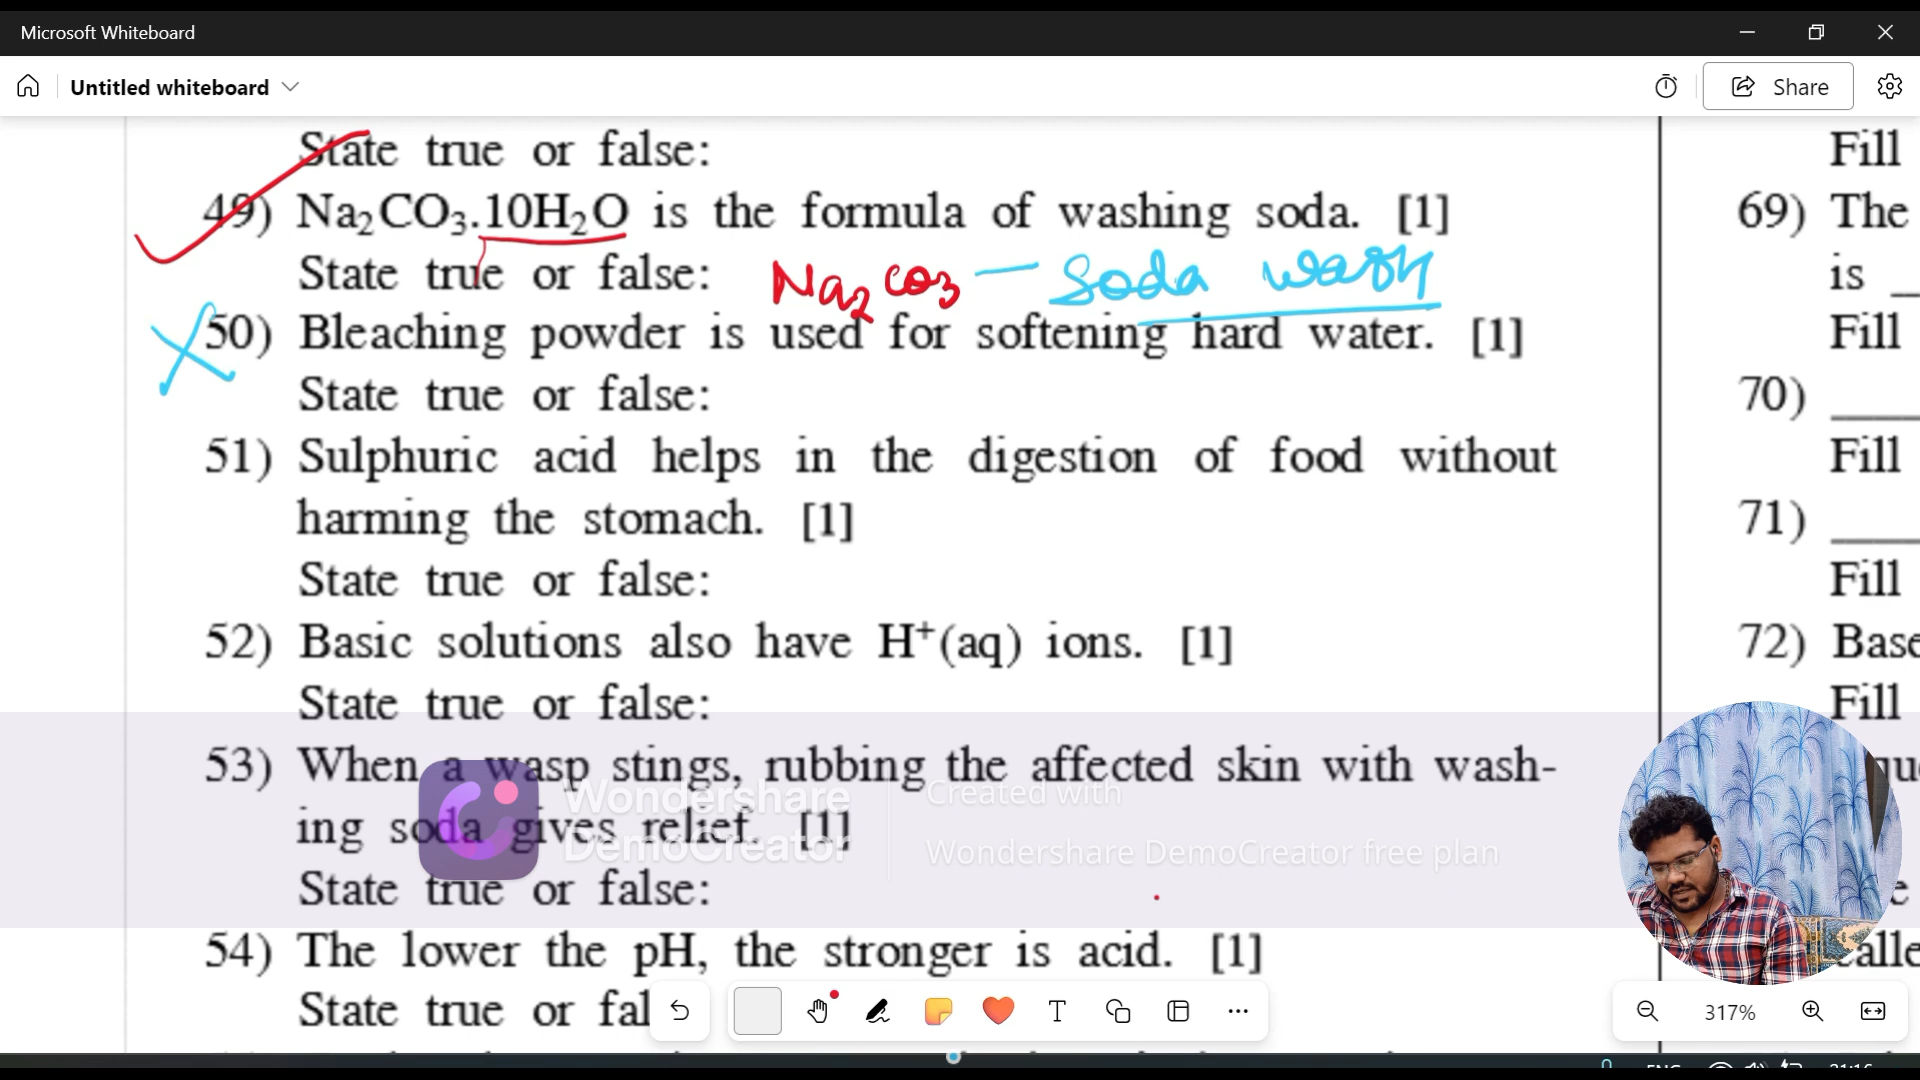 Microsoft Whiteboard
Untitled whiteboard
Share
State true or false:
49) Na₂CO₃.10H₂O is the formula of washing soda. [1]
State true or false:
Na₂CO₃ — Soda wash
50) Bleaching powder is used for softening hard water. [1]
State true or false:
51) Sulphuric acid helps in the digestion of food without
harming the stomach. [1]
State true or false:
52) Basic solutions also have H⁺(aq) ions. [1]
State true or false:
53) When a wasp stings, rubbing the affected skin with wash-
ing soda gives relief. [1]
State true or false:
54) The lower the pH, the stronger is acid. [1]
State true or fal
Fill
69) The
is __
Fill
70) ____
Fill
71) ____
Fill
72) Base
Fill
Wondershare
DemoCreator
Created with
Wondershare DemoCreator free plan
T
317%